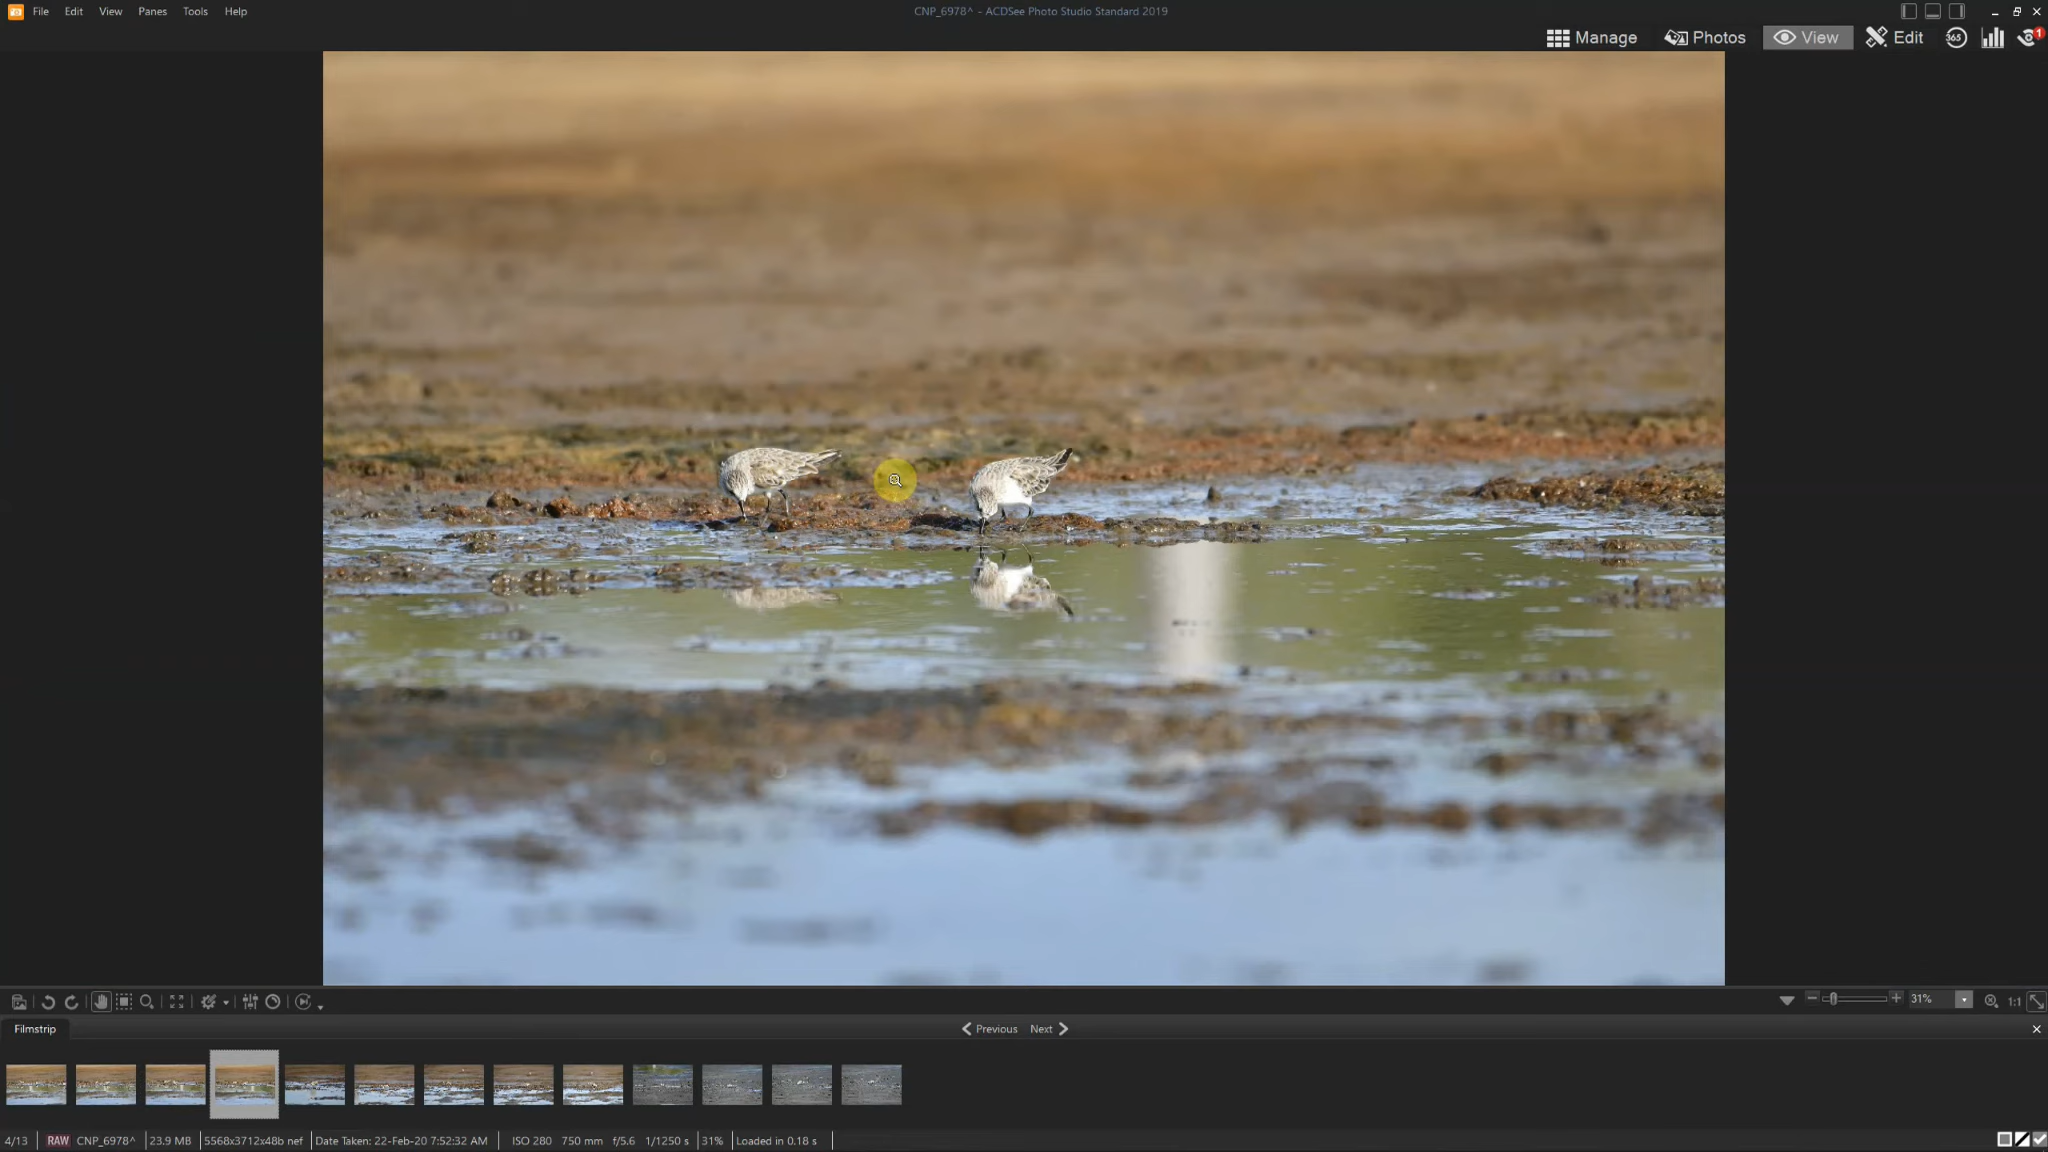 File Edit View Panes Tools Help
CNP_6978^ - ACDSee Photo Studio Standard 2019
Manage Photos View Edit 365 1
31% 1:1
Filmstrip
Previous Next
4/13 RAW CNP_6978^ 23.9 MB 5568x3712x48b nef Date Taken: 22-Feb-20 7:52:32 AM ISO 280 750 mm f/5.6 1/1250 s 31% Loaded in 0.18 s